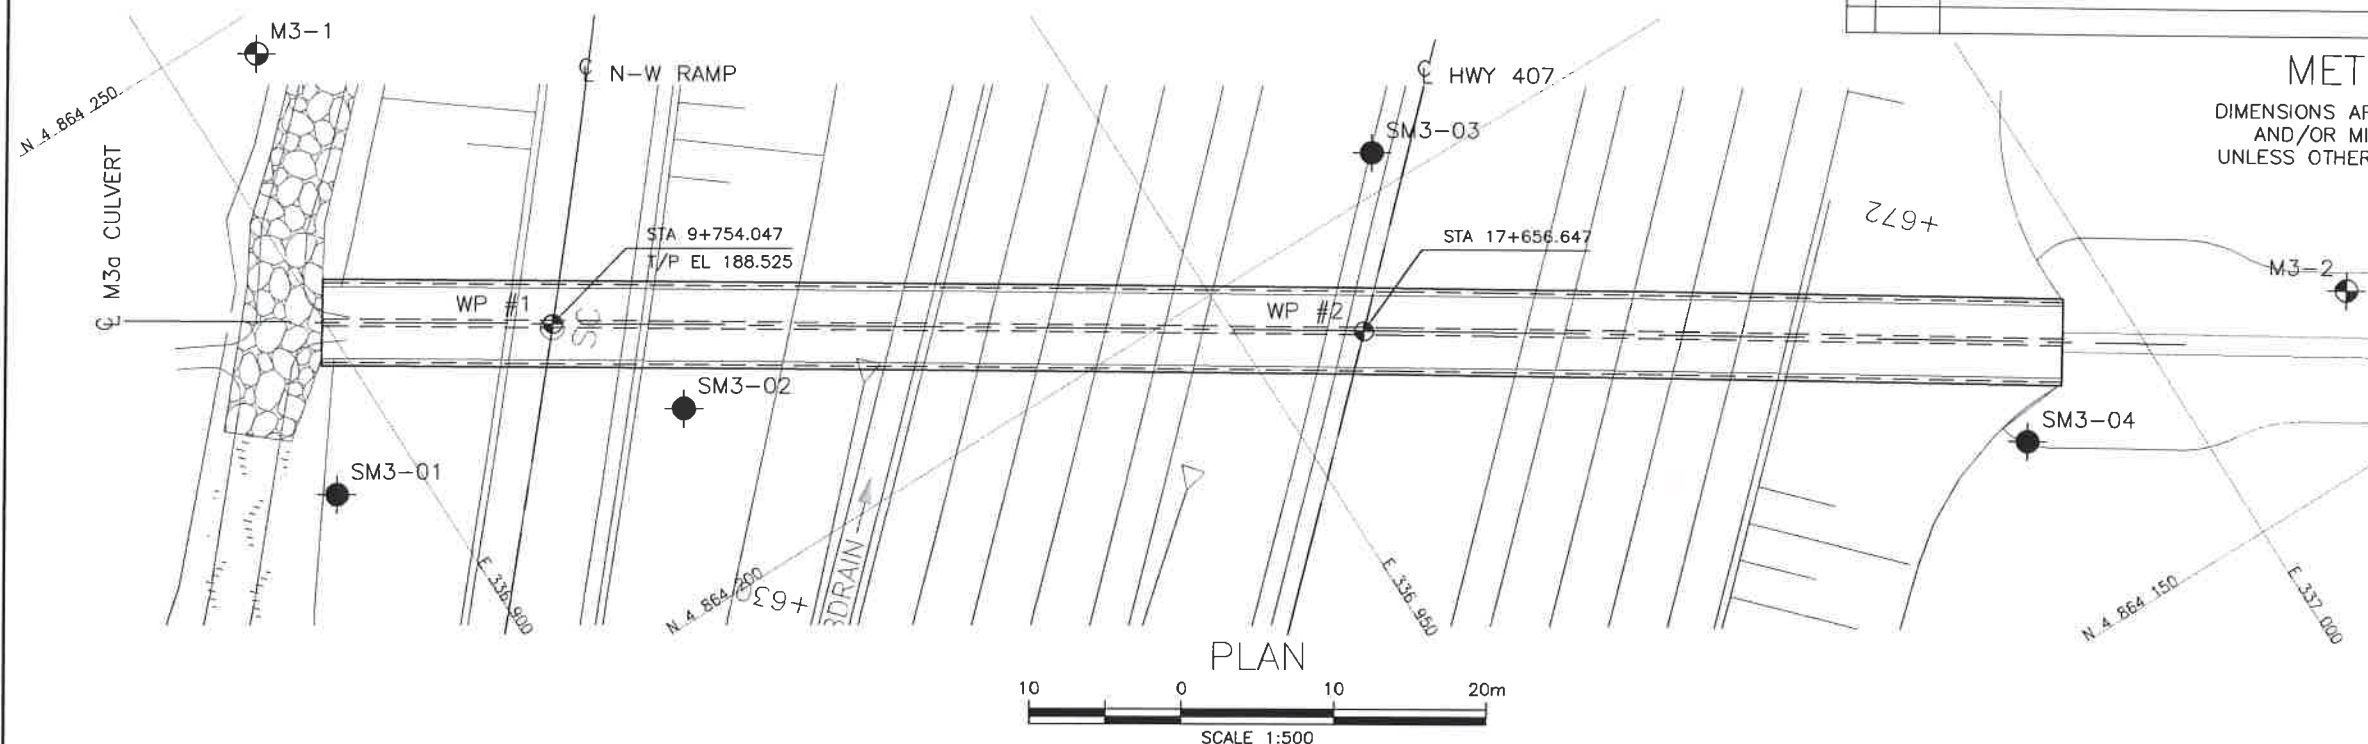 M3-1
℄ N-W RAMP
℄ HWY 407
MET
DIMENSIONS AR
AND/OR MI
UNLESS OTHER
N 4 864 250
℄ M3a CULVERT
SM3-03
+672
STA 9+754.047
T/P EL 188.525
STA 17+656.647
M3-2
WP #1
SC
WP #2
SM3-02
SM3-04
SM3-01
E 336 900
N 4 864 200
+630
BDRAIN
E 336 950
N 4 864 150
E 337 000
PLAN
10 0 10 20m
SCALE 1:500